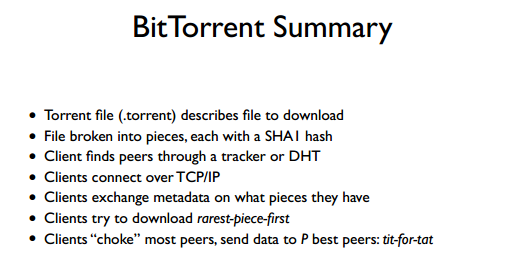 BitTorrent Summary
• Torrent file (.torrent) describes file to download
• File broken into pieces, each with a SHA1 hash
• Client finds peers through a tracker or DHT
• Clients connect over TCP/IP
• Clients exchange metadata on what pieces they have
• Clients try to download rarest-piece-first
• Clients “choke” most peers, send data to P best peers: tit-for-tat